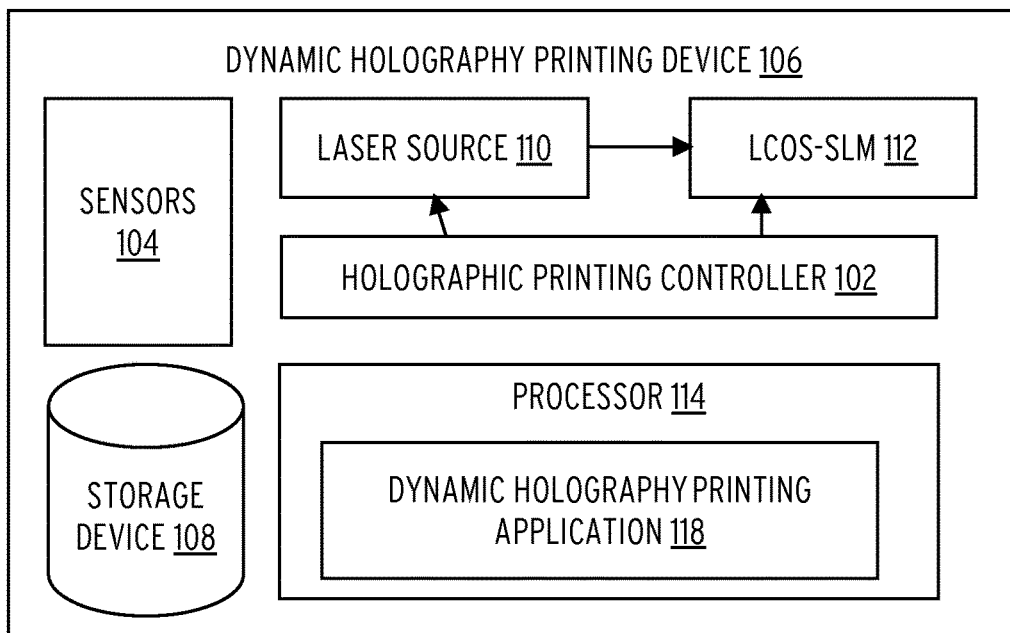 DYNAMIC HOLOGRAPHY PRINTING DEVICE 106
SENSORS
104
LASER SOURCE 110
LCOS-SLM 112
HOLOGRAPHIC PRINTING CONTROLLER 102
STORAGE
DEVICE 108
PROCESSOR 114
DYNAMIC HOLOGRAPHY PRINTING
APPLICATION 118